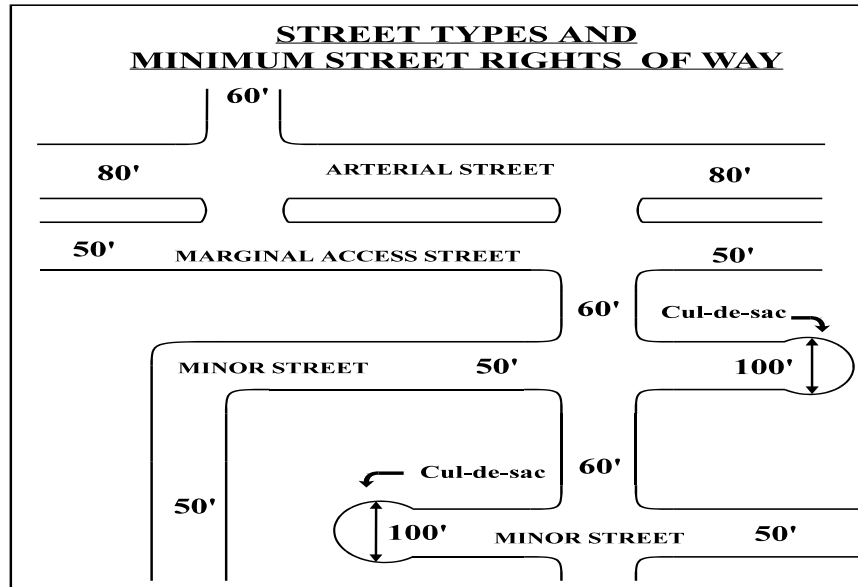 STREET TYPES AND
MINIMUM STREET RIGHTS OF WAY
60'
80' ARTERIAL STREET 80'
50' MARGINAL ACCESS STREET 50'
60' Cul-de-sac
MINOR STREET 50' 100'
Cul-de-sac 60'
50' 100' MINOR STREET 50'